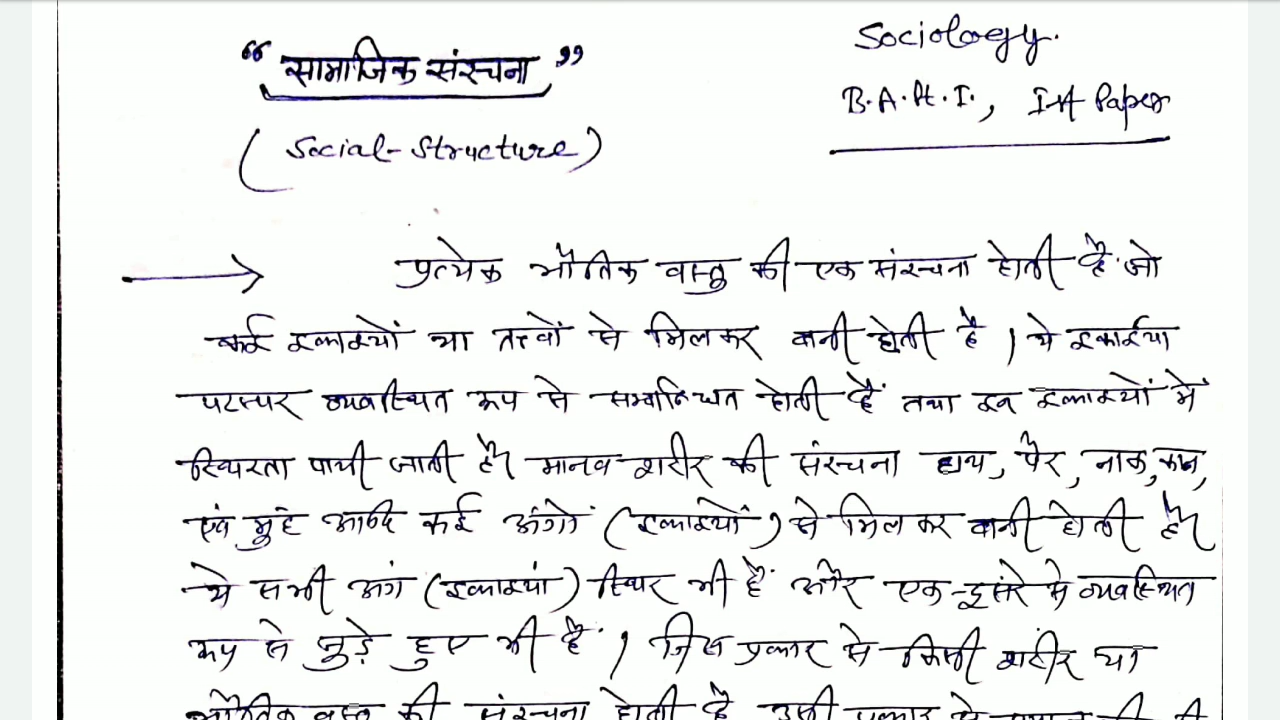 Sociology.
"सामाजिक संरचना"
B.A. Pt. I., Ist Paper
(Social-Structure)
→ प्रत्येक भौतिक वस्तु की एक संरचना होती है जो
कई इकाइयों या तत्त्वों से मिलकर बनी होती है । ये इकाईया
परस्पर व्यवस्थित रूप से सम्बन्धित होती हैं तथा इन इकाइयों में
स्थिरता पायी जाती है। मानव शरीर की संरचना हाथ, पैर, नाक, कान,
एवं मुंह आदि कई अंगों (इकाइयों) से मिलकर बनी होती है।
ये सभी अंग (इकाइयां) स्थिर भी हैं और एक-दूसरे से व्यवस्थित
रूप से जुड़े हुए भी हैं । जिस प्रकार से किसी शरीर या
भौतिक वस्तु की संरचना होती है उसी प्रकार से